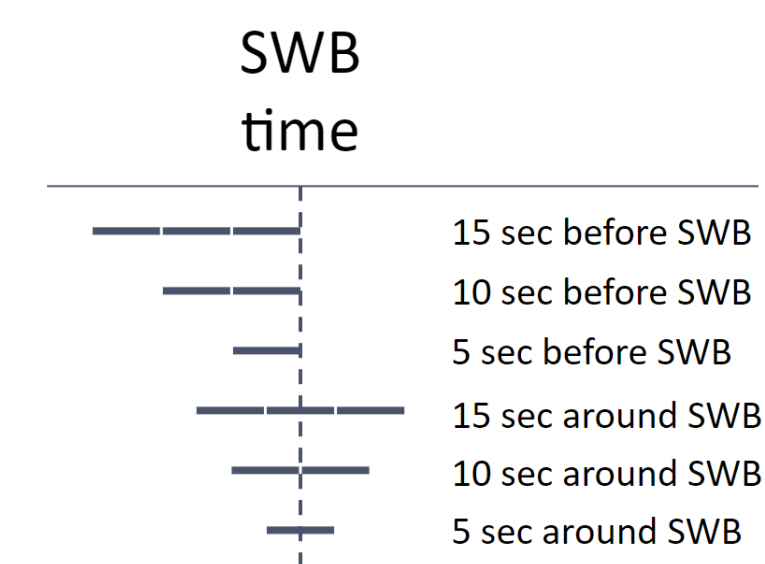 SWB
time
15 sec before SWB
10 sec before SWB
5 sec before SWB
15 sec around SWB
10 sec around SWB
5 sec around SWB